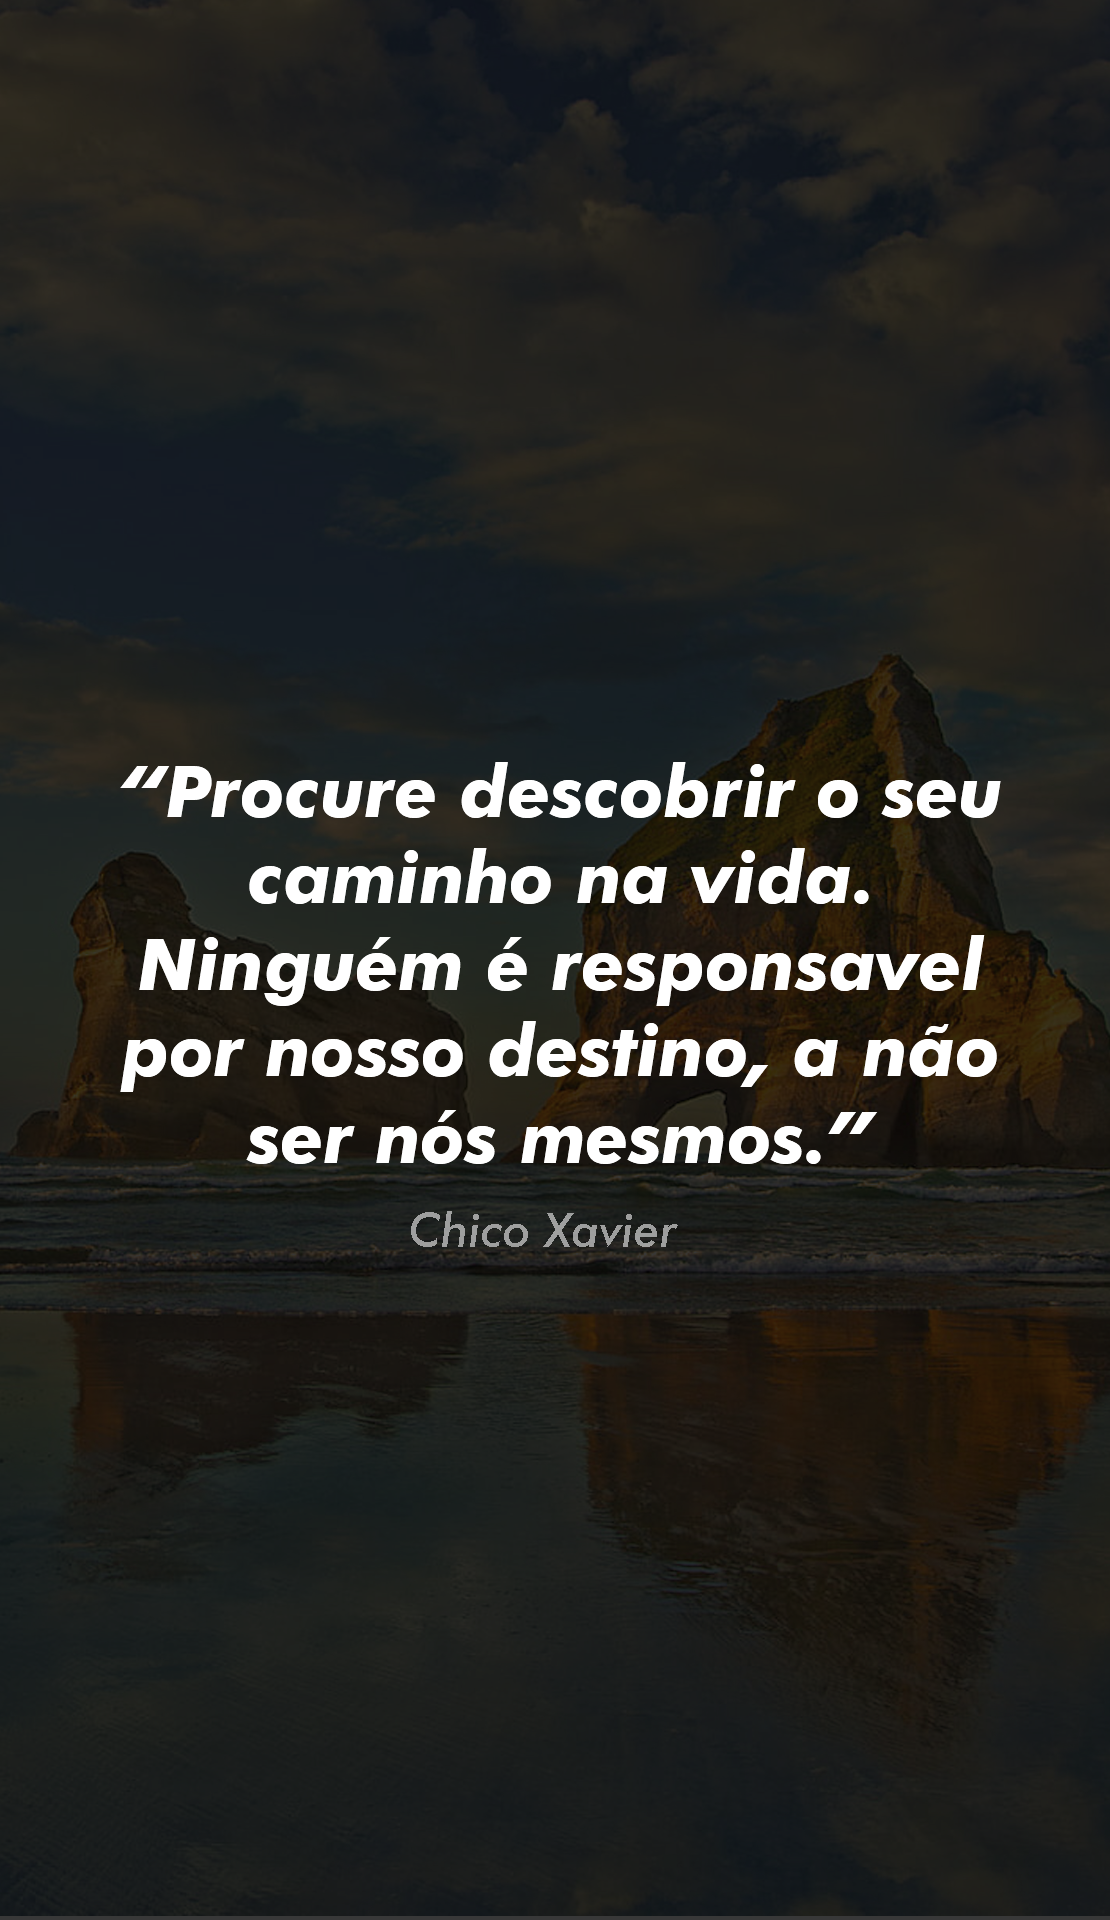 “Procure descobrir o seu
caminho na vida.
Ninguém é responsavel
por nosso destino, a não
ser nós mesmos.”
Chico Xavier